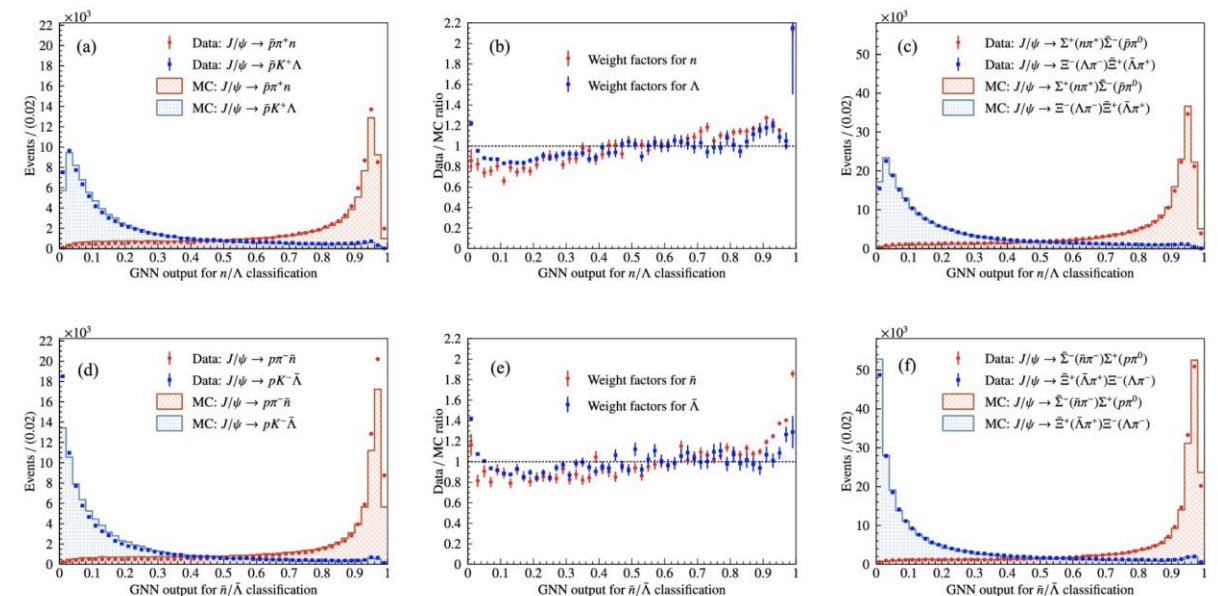 ×10³
22
20
18
16
14
12
10
8
6
4
2
0
Events / (0.02)
(a)
Data: J/ψ → p̄π⁺n
Data: J/ψ → p̄K⁺Λ
MC: J/ψ → p̄π⁺n
MC: J/ψ → p̄K⁺Λ
0 0.1 0.2 0.3 0.4 0.5 0.6 0.7 0.8 0.9 1
GNN output for n/Λ classification
2.2
2
1.8
1.6
1.4
1.2
1
0.8
0.6
0.4
0.2
0
Data / MC ratio
(b)
Weight factors for n
Weight factors for Λ
0 0.1 0.2 0.3 0.4 0.5 0.6 0.7 0.8 0.9 1
GNN output for n/Λ classification
×10³
60
50
40
30
20
10
0
Events / (0.02)
(c)
Data: J/ψ → Σ⁺(nπ⁺)Σ̄⁻(p̄π⁰)
Data: J/ψ → Ξ⁻(Λπ⁻)Ξ̄⁺(Λ̄π⁺)
MC: J/ψ → Σ⁺(nπ⁺)Σ̄⁻(p̄π⁰)
MC: J/ψ → Ξ⁻(Λπ⁻)Ξ̄⁺(Λ̄π⁺)
0 0.1 0.2 0.3 0.4 0.5 0.6 0.7 0.8 0.9 1
GNN output for n/Λ classification
×10³
22
20
18
16
14
12
10
8
6
4
2
0
Events / (0.02)
(d)
Data: J/ψ → pπ⁻n̄
Data: J/ψ → pK⁻Λ̄
MC: J/ψ → pπ⁻n̄
MC: J/ψ → pK⁻Λ̄
0 0.1 0.2 0.3 0.4 0.5 0.6 0.7 0.8 0.9 1
GNN output for n̄/Λ̄ classification
2.2
2
1.8
1.6
1.4
1.2
1
0.8
0.6
0.4
0.2
0
Data / MC ratio
(e)
Weight factors for n̄
Weight factors for Λ̄
0 0.1 0.2 0.3 0.4 0.5 0.6 0.7 0.8 0.9 1
GNN output for n̄/Λ̄ classification
×10³
50
40
30
20
10
0
Events / (0.02)
(f)
Data: J/ψ → Σ̄⁻(n̄π⁻)Σ⁺(pπ⁰)
Data: J/ψ → Ξ̄⁺(Λ̄π⁺)Ξ⁻(Λπ⁻)
MC: J/ψ → Σ̄⁻(n̄π⁻)Σ⁺(pπ⁰)
MC: J/ψ → Ξ̄⁺(Λ̄π⁺)Ξ⁻(Λπ⁻)
0 0.1 0.2 0.3 0.4 0.5 0.6 0.7 0.8 0.9 1
GNN output for n̄/Λ̄ classification